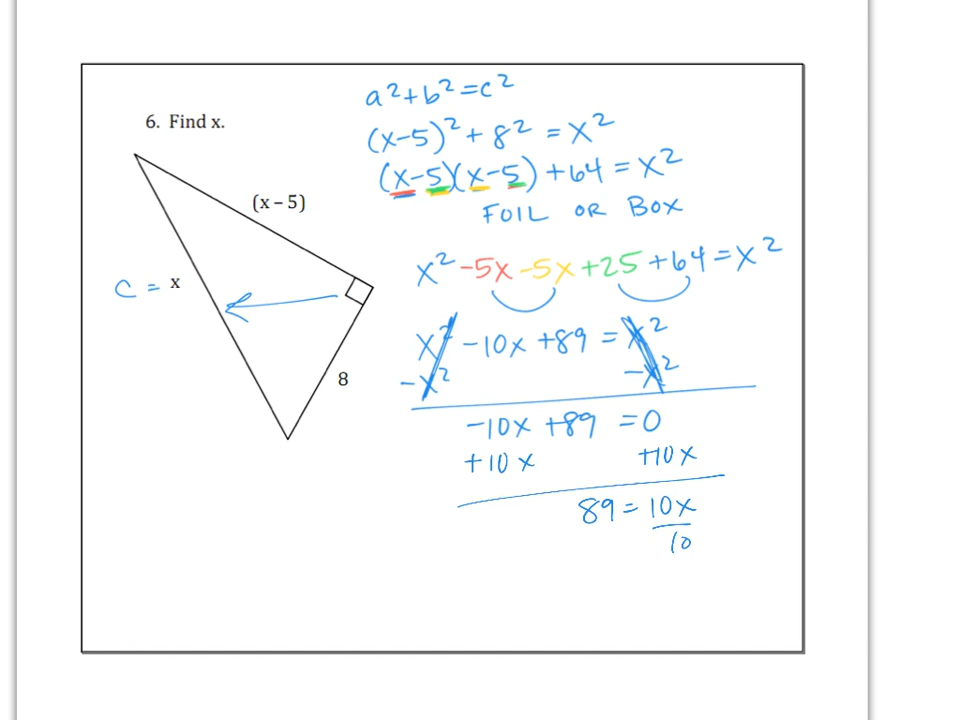 6. Find x.
(x – 5)
C = x
8
a²+b²=c²
(x-5)² + 8² = x²
(x-5)(x-5) +64 = x²
FOIL OR BOX
x² -5x -5x +25 +64 = x²
x² -10x +89 = x²
-x² -x²
-10x +89 = 0
+10x +10x
89 = 10x
10